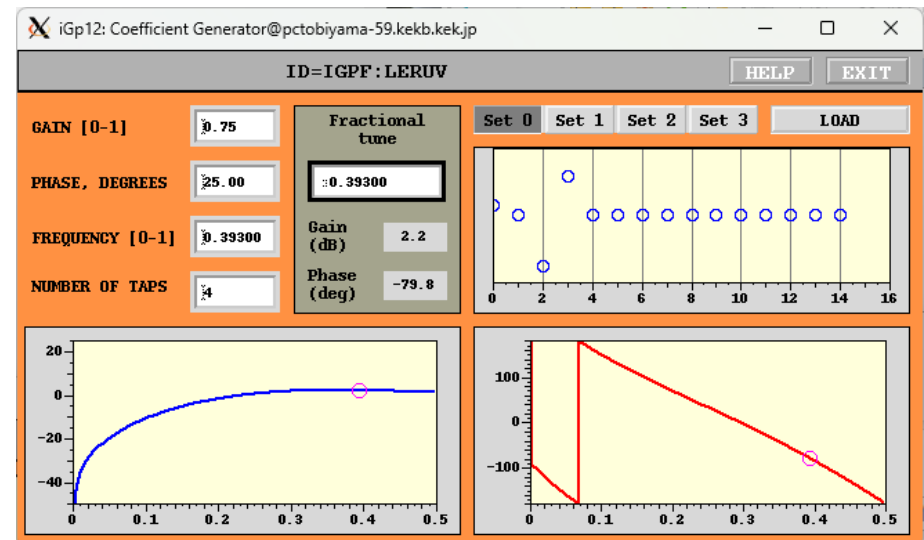 iGp12: Coefficient Generator@pctobiyama-59.kekb.kek.jp
ID=IGPF:LERUV
HELP
EXIT
GAIN [0-1]
0.75
PHASE, DEGREES
25.00
FREQUENCY [0-1]
0.39300
NUMBER OF TAPS
4
Fractional
tune
0.39300
Gain
(dB)
2.2
Phase
(deg)
-79.8
Set 0
Set 1
Set 2
Set 3
LOAD
0 2 4 6 8 10 12 14 16
20
0
-20
-40
0 0.1 0.2 0.3 0.4 0.5
100
0
-100
0 0.1 0.2 0.3 0.4 0.5